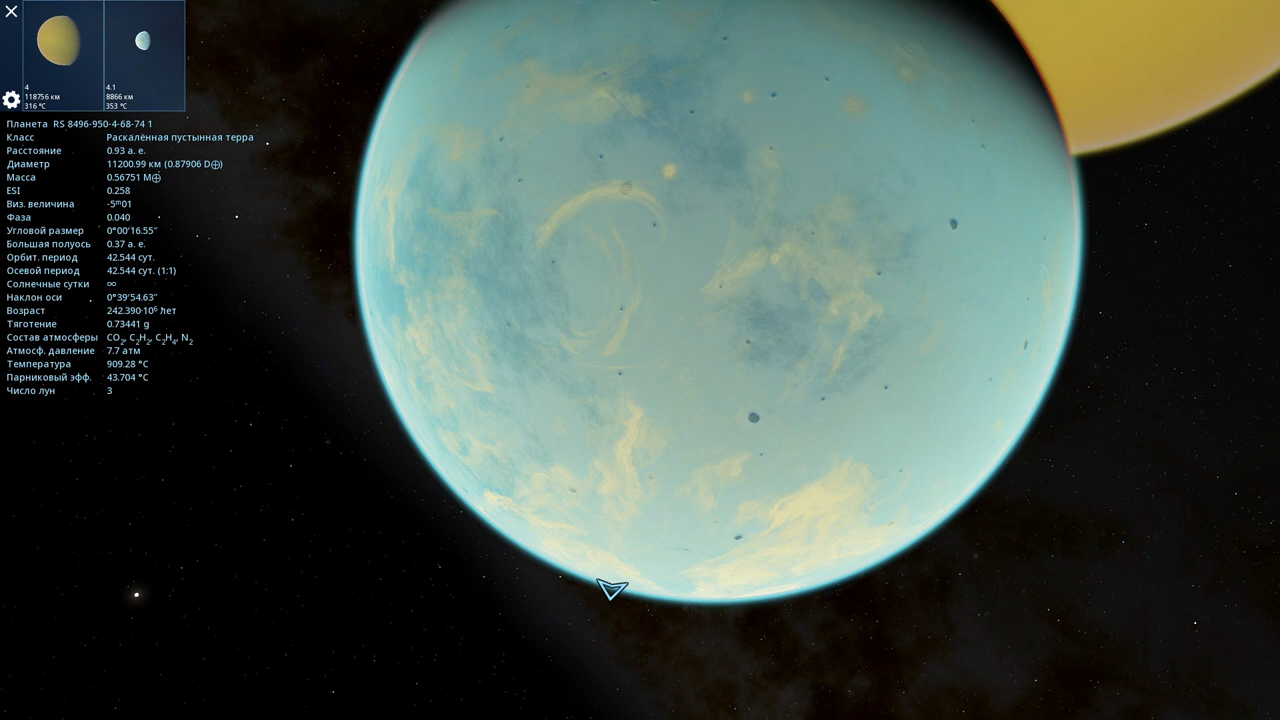 4
118756 км
316 °C
4.1
8866 км
353 °C
Планета RS 8496-950-4-68-74 1
Класс Раскалённая пустынная терра
Расстояние 0.93 а. е.
Диаметр 11200.99 км (0.87906 D⊕)
Масса 0.56751 M⊕
ESI 0.258
Виз. величина -5ᵐ01
Фаза 0.040
Угловой размер 0°00′16.55″
Большая полуось 0.37 а. е.
Орбит. период 42.544 сут.
Осевой период 42.544 сут. (1:1)
Солнечные сутки ∞
Наклон оси 0°39′54.63″
Возраст 242.390·10⁶ лет
Тяготение 0.73441 g
Состав атмосферы CO₂, C₂H₂, C₂H₄, N₂
Атмосф. давление 7.7 атм
Температура 909.28 °C
Парниковый эфф. 43.704 °C
Число лун 3